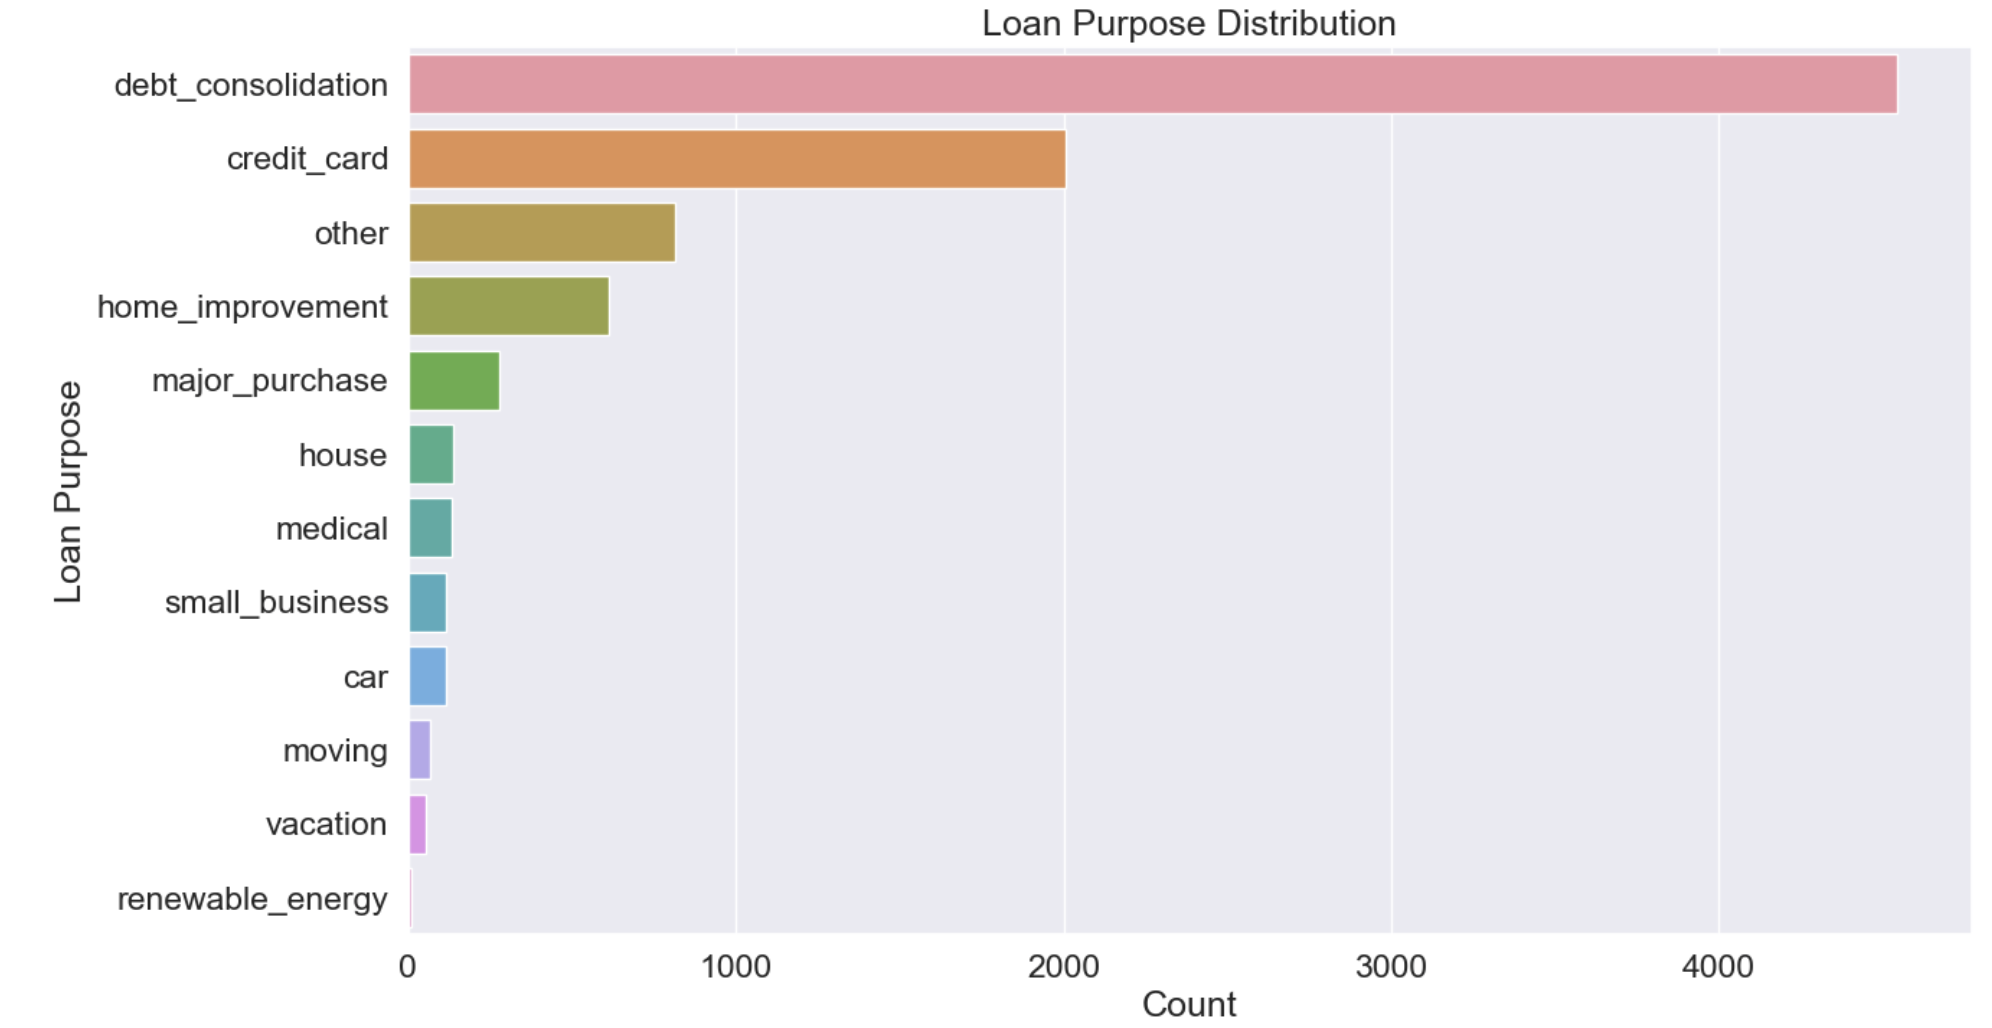 Loan Purpose Distribution
Loan Purpose
debt_consolidation
credit_card
other
home_improvement
major_purchase
house
medical
small_business
car
moving
vacation
renewable_energy
0 1000 2000 3000 4000
Count